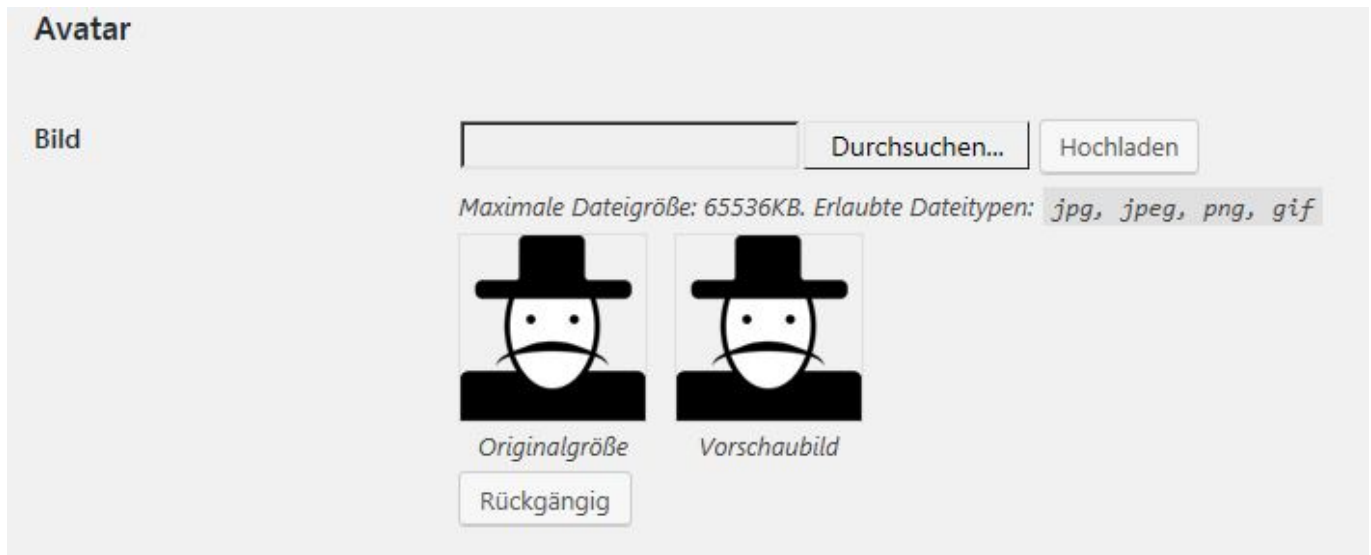 Avatar
Bild
Durchsuchen... Hochladen
Maximale Dateigröße: 65536KB. Erlaubte Dateitypen: jpg, jpeg, png, gif
Originalgröße Vorschaubild
Rückgängig